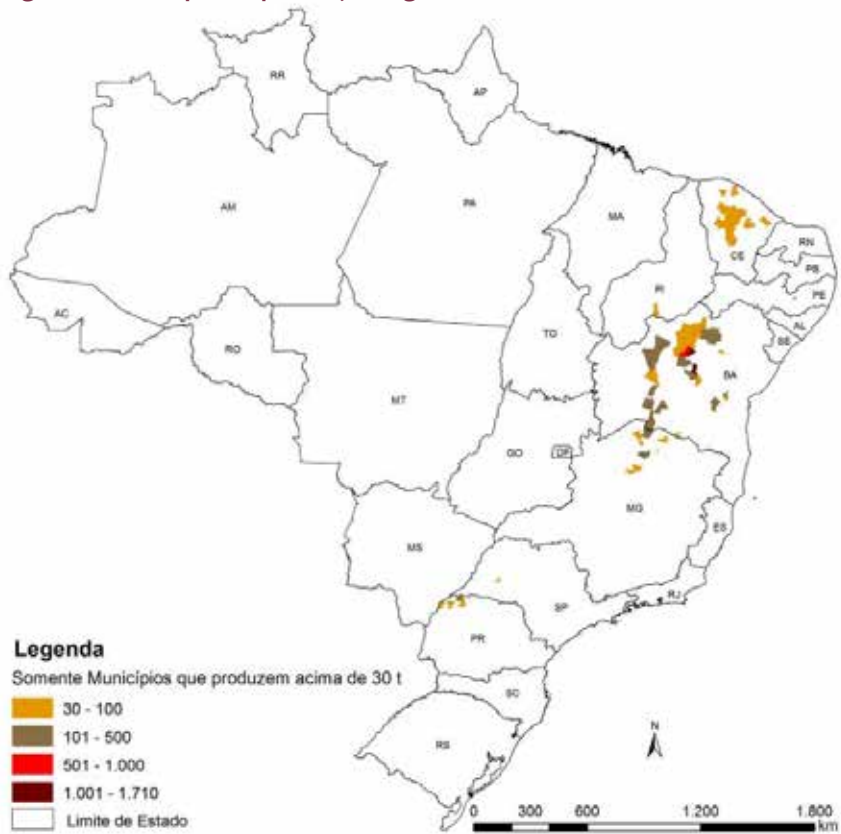 RR
AP
AM
PA
MA
CE
RN
PB
PE
AL
SE
PI
AC
RO
TO
MT
BA
GO
DF
MG
ES
MS
SP
RJ
PR
SC
RS
Legenda
Somente Municípios que produzem acima de 30 t
30 - 100
101 - 500
501 - 1.000
1.001 - 1.710
Limite de Estado
N
0 300 600 1.200 1.800
km